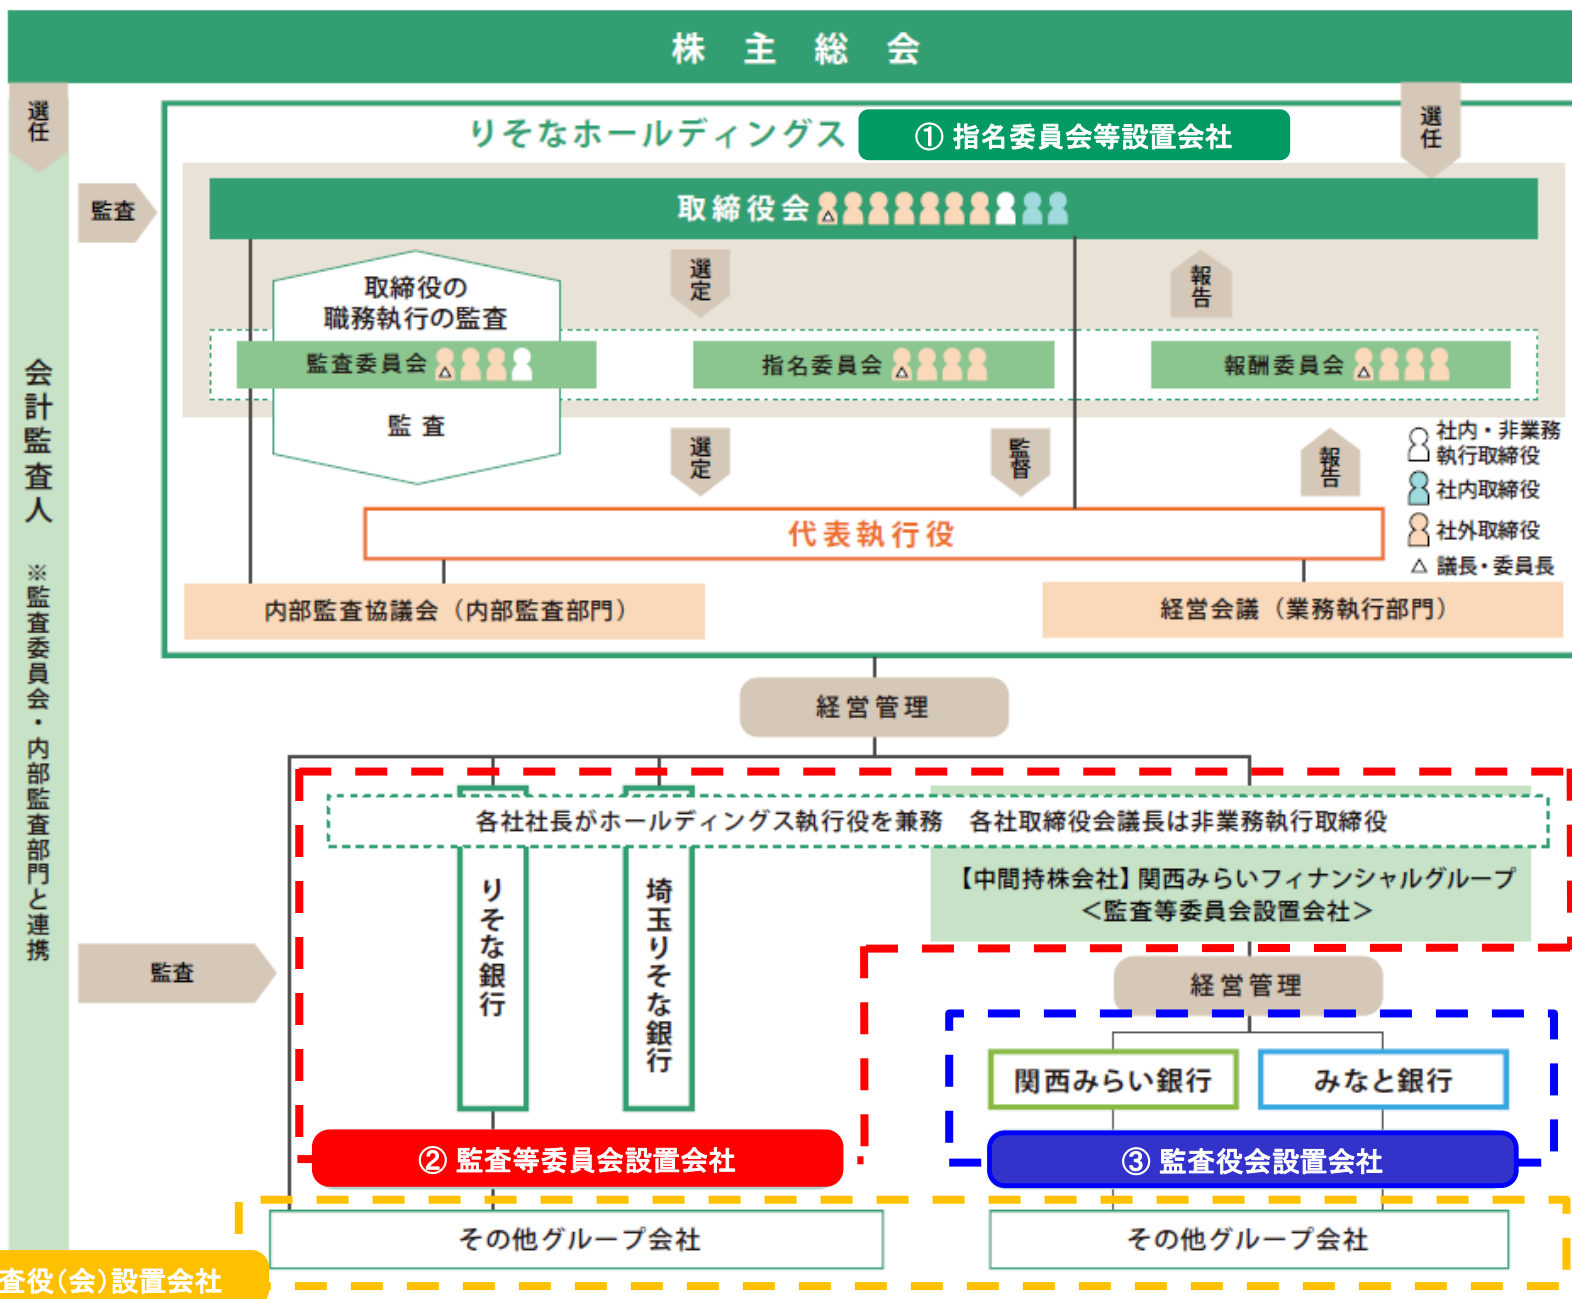 株主総会
選任
選任
りそなホールディングス
① 指名委員会等設置会社
監査
取締役会
取締役の
職務執行の監査
選定
報告
監査委員会
指名委員会
報酬委員会
監査
選定
監督
報告
社内・非業務
執行取締役
社内取締役
社外取締役
△ 議長・委員長
代表執行役
内部監査協議会（内部監査部門）
経営会議（業務執行部門）
会計監査人
※監査委員会・内部監査部門と連携
経営管理
各社社長がホールディングス執行役を兼務　各社取締役会議長は非業務執行取締役
りそな銀行
埼玉りそな銀行
【中間持株会社】関西みらいフィナンシャルグループ
＜監査等委員会設置会社＞
監査
経営管理
関西みらい銀行
みなと銀行
② 監査等委員会設置会社
③ 監査役会設置会社
その他グループ会社
その他グループ会社
査役（会）設置会社